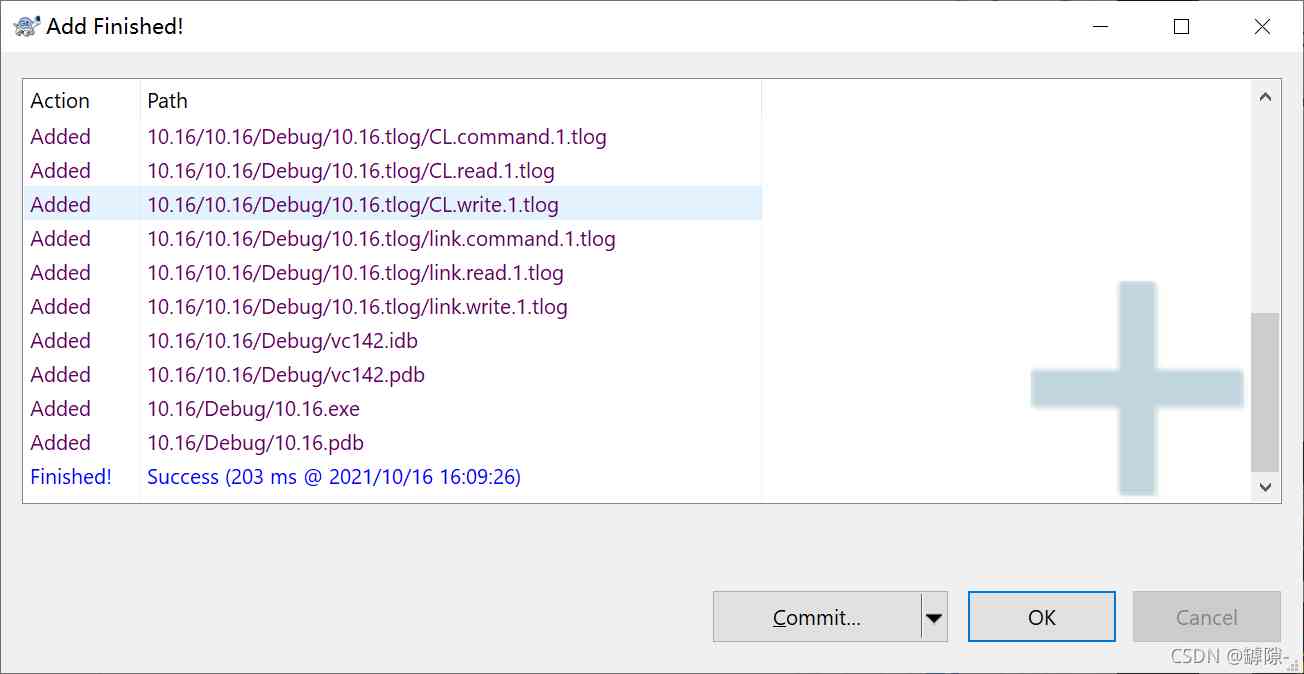 Add Finished!
Action Path
Added 10.16/10.16/Debug/10.16.tlog/CL.command.1.tlog
Added 10.16/10.16/Debug/10.16.tlog/CL.read.1.tlog
Added 10.16/10.16/Debug/10.16.tlog/CL.write.1.tlog
Added 10.16/10.16/Debug/10.16.tlog/link.command.1.tlog
Added 10.16/10.16/Debug/10.16.tlog/link.read.1.tlog
Added 10.16/10.16/Debug/10.16.tlog/link.write.1.tlog
Added 10.16/10.16/Debug/vc142.idb
Added 10.16/10.16/Debug/vc142.pdb
Added 10.16/Debug/10.16.exe
Added 10.16/Debug/10.16.pdb
Finished! Success (203 ms @ 2021/10/16 16:09:26)
Commit... OK Cancel
CSDN @罅隙-